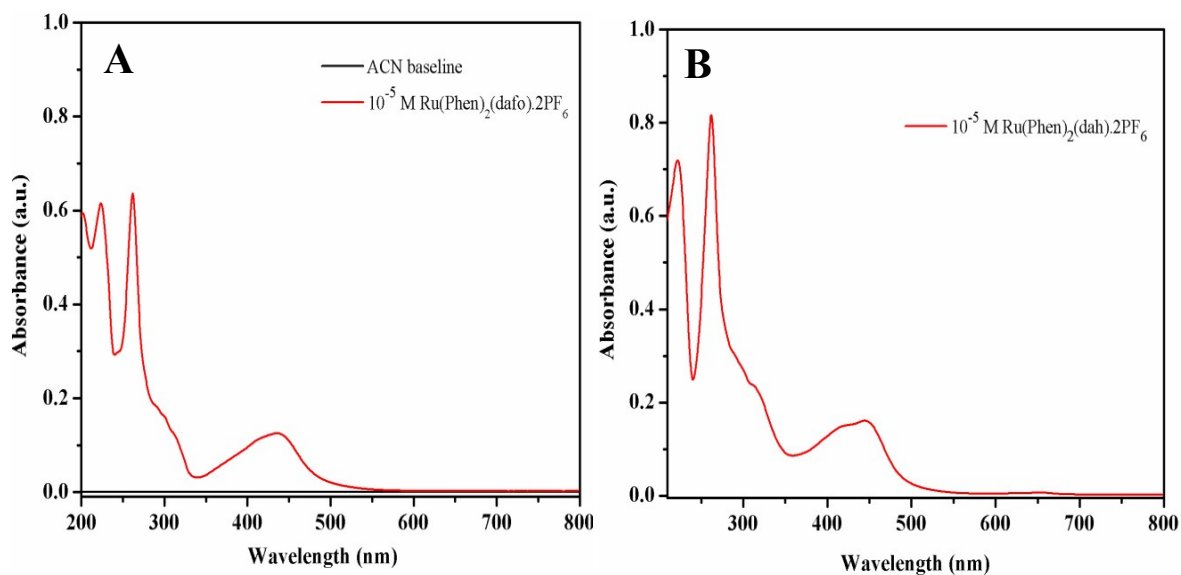 A
ACN baseline
10⁻⁵ M Ru(Phen)₂(dafo).2PF₆
1.0
0.8
0.6
0.4
0.2
0.0
Absorbance (a.u.)
200 300 400 500 600 700 800
Wavelength (nm)
B
10⁻⁵ M Ru(Phen)₂(dah).2PF₆
1.0
0.8
0.6
0.4
0.2
0.0
Absorbance (a.u.)
300 400 500 600 700 800
Wavelength (nm)